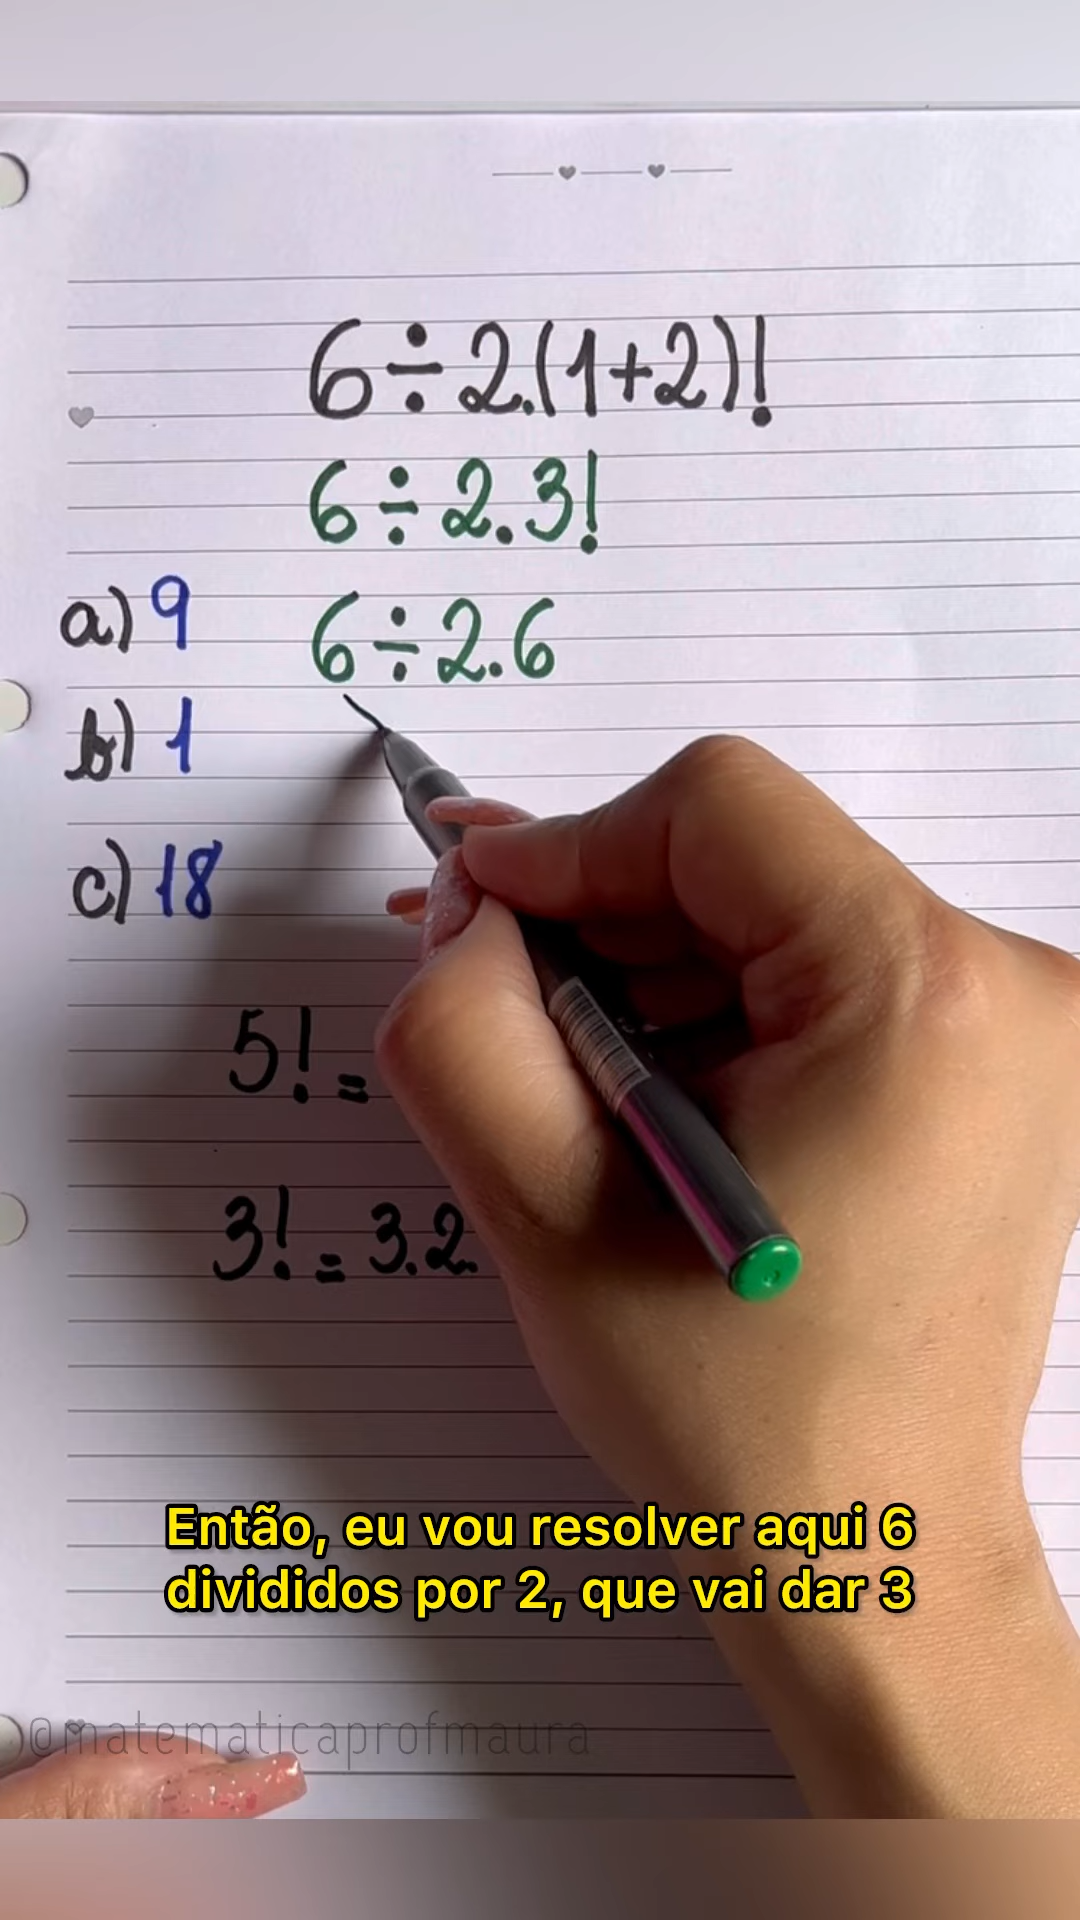 6÷2.(1+2)!
6÷2.3!
6÷2.6
a) 9
b) 1
c) 18
5! =
3! = 3.2.
Então, eu vou resolver aqui 6
divididos por 2, que vai dar 3
@matematicaprofmaura